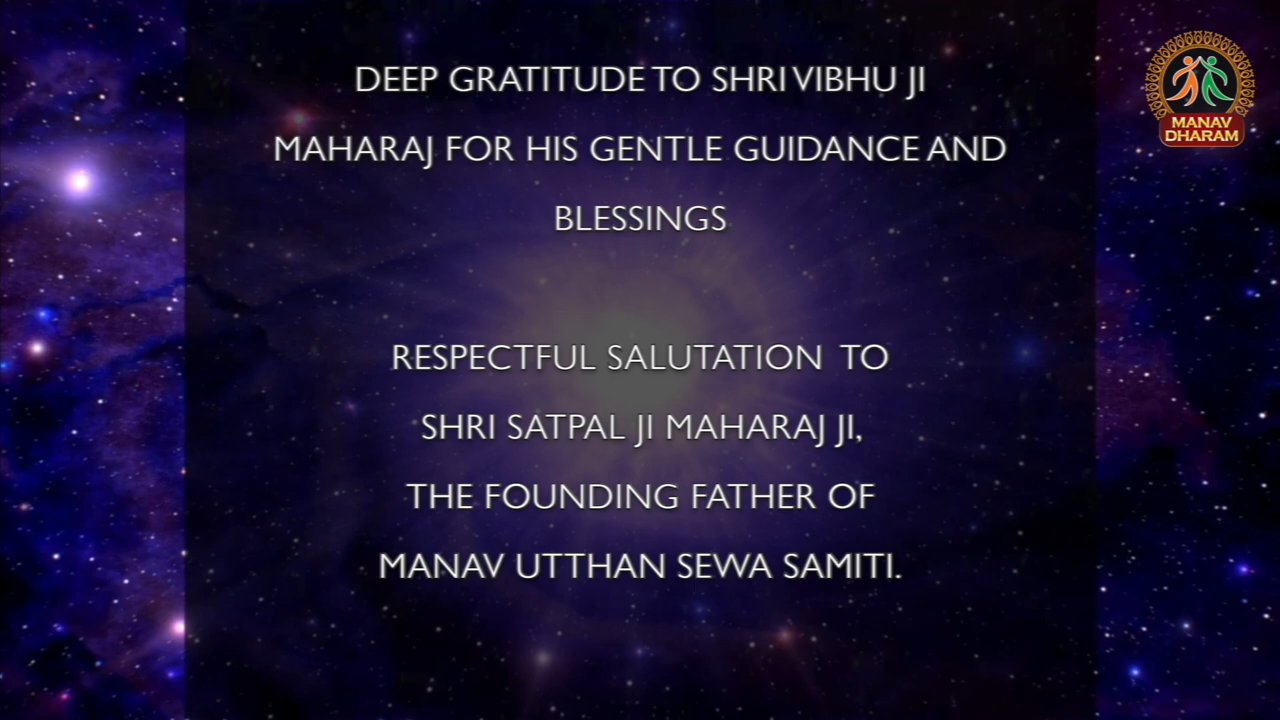 DEEP GRATITUDE TO SHRI VIBHU JI
MAHARAJ FOR HIS GENTLE GUIDANCE AND
BLESSINGS
RESPECTFUL SALUTATION TO
SHRI SATPAL JI MAHARAJ JI,
THE FOUNDING FATHER OF
MANAV UTTHAN SEWA SAMITI.
MANAV
DHARAM